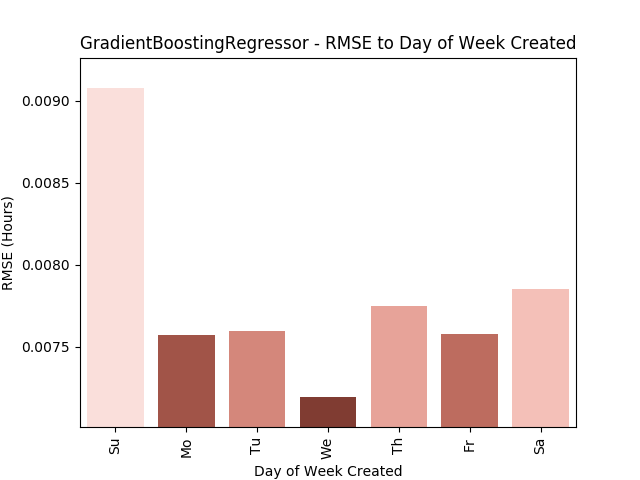 GradientBoostingRegressor - RMSE to Day of Week Created
RMSE (Hours)
0.0090
0.0085
0.0080
0.0075
Su
Mo
Tu
We
Th
Fr
Sa
Day of Week Created